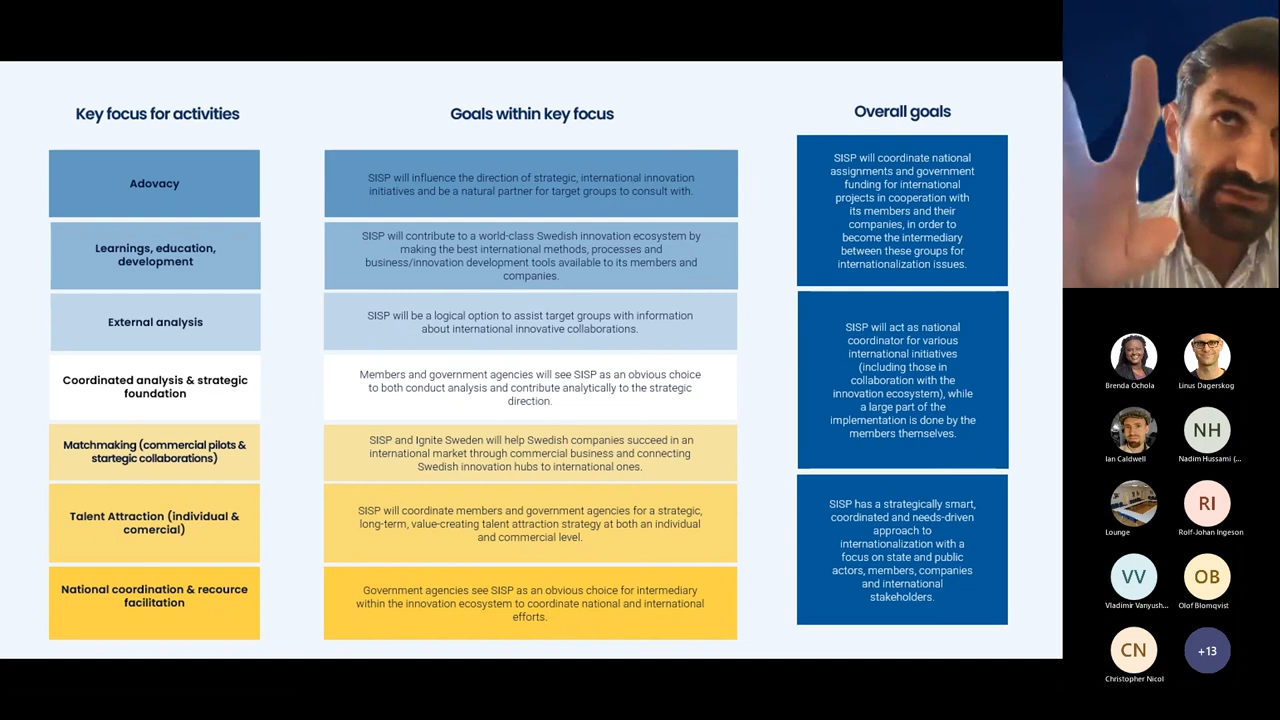 Key focus for activities
Goals within key focus
Overall goals
Adovacy
Learnings, education,
development
External analysis
Coordinated analysis & strategic
foundation
Matchmaking (commercial pilots &
startegic collaborations)
Talent Attraction (individual &
comercial)
National coordination & recource
facilitation
SISP will influence the direction of strategic, international innovation
initiatives and be a natural partner for target groups to consult with.
SISP will contribute to a world-class Swedish innovation ecosystem by
making the best international methods, processes and
business/innovation development tools available to its members and
companies.
SISP will be a logical option to assist target groups with information
about international innovative collaborations.
Members and government agencies will see SISP as an obvious choice
to both conduct analysis and contribute analytically to the strategic
direction.
SISP and Ignite Sweden will help Swedish companies succeed in an
international market through commercial business and connecting
Swedish innovation hubs to international ones.
SISP will coordinate members and government agencies for a strategic,
long-term, value-creating talent attraction strategy at both an individual
and commercial level.
Government agencies see SISP as an obvious choice for intermediary
within the innovation ecosystem to coordinate national and international
efforts.
SISP will coordinate national
assignments and government
funding for international
projects in cooperation with
its members and their
companies, in order to
become the intermediary
between these groups for
internationalization issues.
SISP will act as national
coordinator for various
international initiatives
(including those in
collaboration with the
innovation ecosystem), while
a large part of the
implementation is done by the
members themselves.
SISP has a strategically smart,
coordinated and needs-driven
approach to
internationalization with a
focus on state and public
actors, members, companies
and international
stakeholders.
Brenda Ochola
Linus Dagerskog
NH
Ian Caldwell
Nadim Hussami (...
RI
Lounge
Rolf-Johan Ingeson
VV
OB
Vladimir Vanyush...
Olof Blomqvist
CN
+13
Christopher Nicol